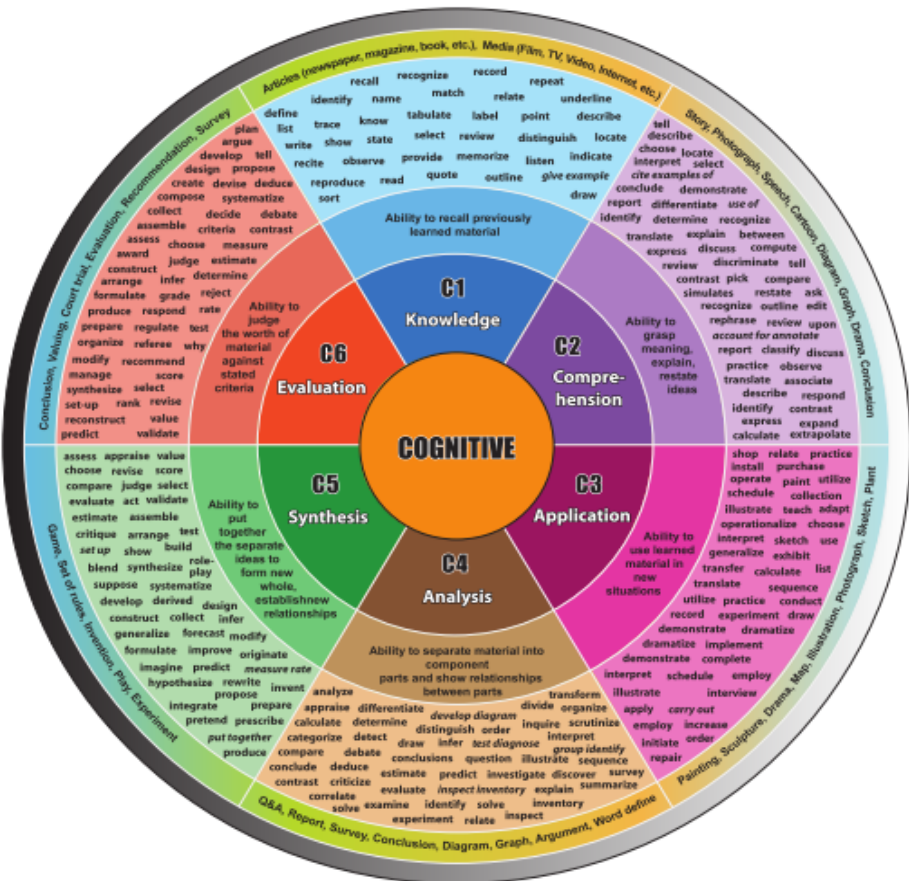 Articles (newspaper, magazine, book, etc.), Media (Film, TV, Video, Internet, etc.)
recall recognize record repeat
identify name match relate underline
define trace know tabulate label point describe
list
write show state select review distinguish locate
recite observe provide memorize listen indicate
reproduce read quote outline give example
sort draw
Ability to recall previously
learned material
C1
Knowledge
Story, Photograph, Speech, Cartoon, Diagram, Graph, Drama, Conclusion
tell
describe
choose locate
interpret select
cite examples of
conclude demonstrate
report differentiate use of
identify determine recognize
translate explain between
express discuss compute
review discriminate tell
contrast pick compare
simulates restate ask
recognize outline edit
rephrase review upon
account for annotate
report classify discuss
practice observe
translate associate
describe respond
identify contrast
express expand
calculate extrapolate
Ability to
grasp
meaning,
explain,
restate
ideas
C2
Compre-
hension
Painting, Sculpture, Drama, Map, Illustration, Photograph, Sketch, Plant
shop relate practice
install purchase
operate paint utilize
schedule collection
illustrate teach adapt
operationalize choose
interpret sketch use
generalize exhibit
transfer calculate list
translate sequence
utilize practice conduct
record experiment draw
demonstrate dramatize
dramatize implement
demonstrate complete
interpret schedule employ
illustrate interview
apply carry out
employ increase
initiate order
repair
Ability to
use learned
material in
new
situations
C3
Application
C4
Analysis
Ability to separate material into
component
parts and show relationships
between parts
analyze transform
appraise differentiate divide organize
develop diagram
calculate determine distinguish order inquire scrutinize
categorize detect draw infer test diagnose interpret
group identify
compare debate conclusions question illustrate sequence
conclude deduce estimate predict investigate discover survey
contrast criticize evaluate inspect inventory explain summarize
correlate
solve examine identify solve inventory
experiment relate inspect
Q&A, Report, Survey, Conclusion, Diagram, Graph, Argument, Word define
C5
Synthesis
Ability to
put
together
the separate
ideas to
form new
whole,
establishnew
relationships
assess appraise value
choose revise score
compare judge select
evaluate act validate
estimate assemble
critique arrange test
set up show build
blend synthesize role-
play
suppose systematize
develop derived design
construct collect infer
generalize forecast modify
formulate improve originate
imagine predict measure rate
hypothesize rewrite invent
propose
integrate prepare
pretend prescribe
put together
produce
Game, Set of rules, Invention, Play, Experiment
C6
Evaluation
Ability to
judge
the worth of
material
against
stated
criteria
plan
argue
develop tell
design propose
create devise deduce
compose systematize
collect decide debate
assemble criteria contrast
assess choose measure
award judge estimate
construct
arrange infer determine
formulate grade reject
produce respond rate
prepare regulate test
organize referee why
modify recommend
manage score
synthesize select
set-up rank revise
reconstruct value
predict validate
Conclusion, Valuing, Court trial, Evaluation, Recommendation, Survey
COGNITIVE